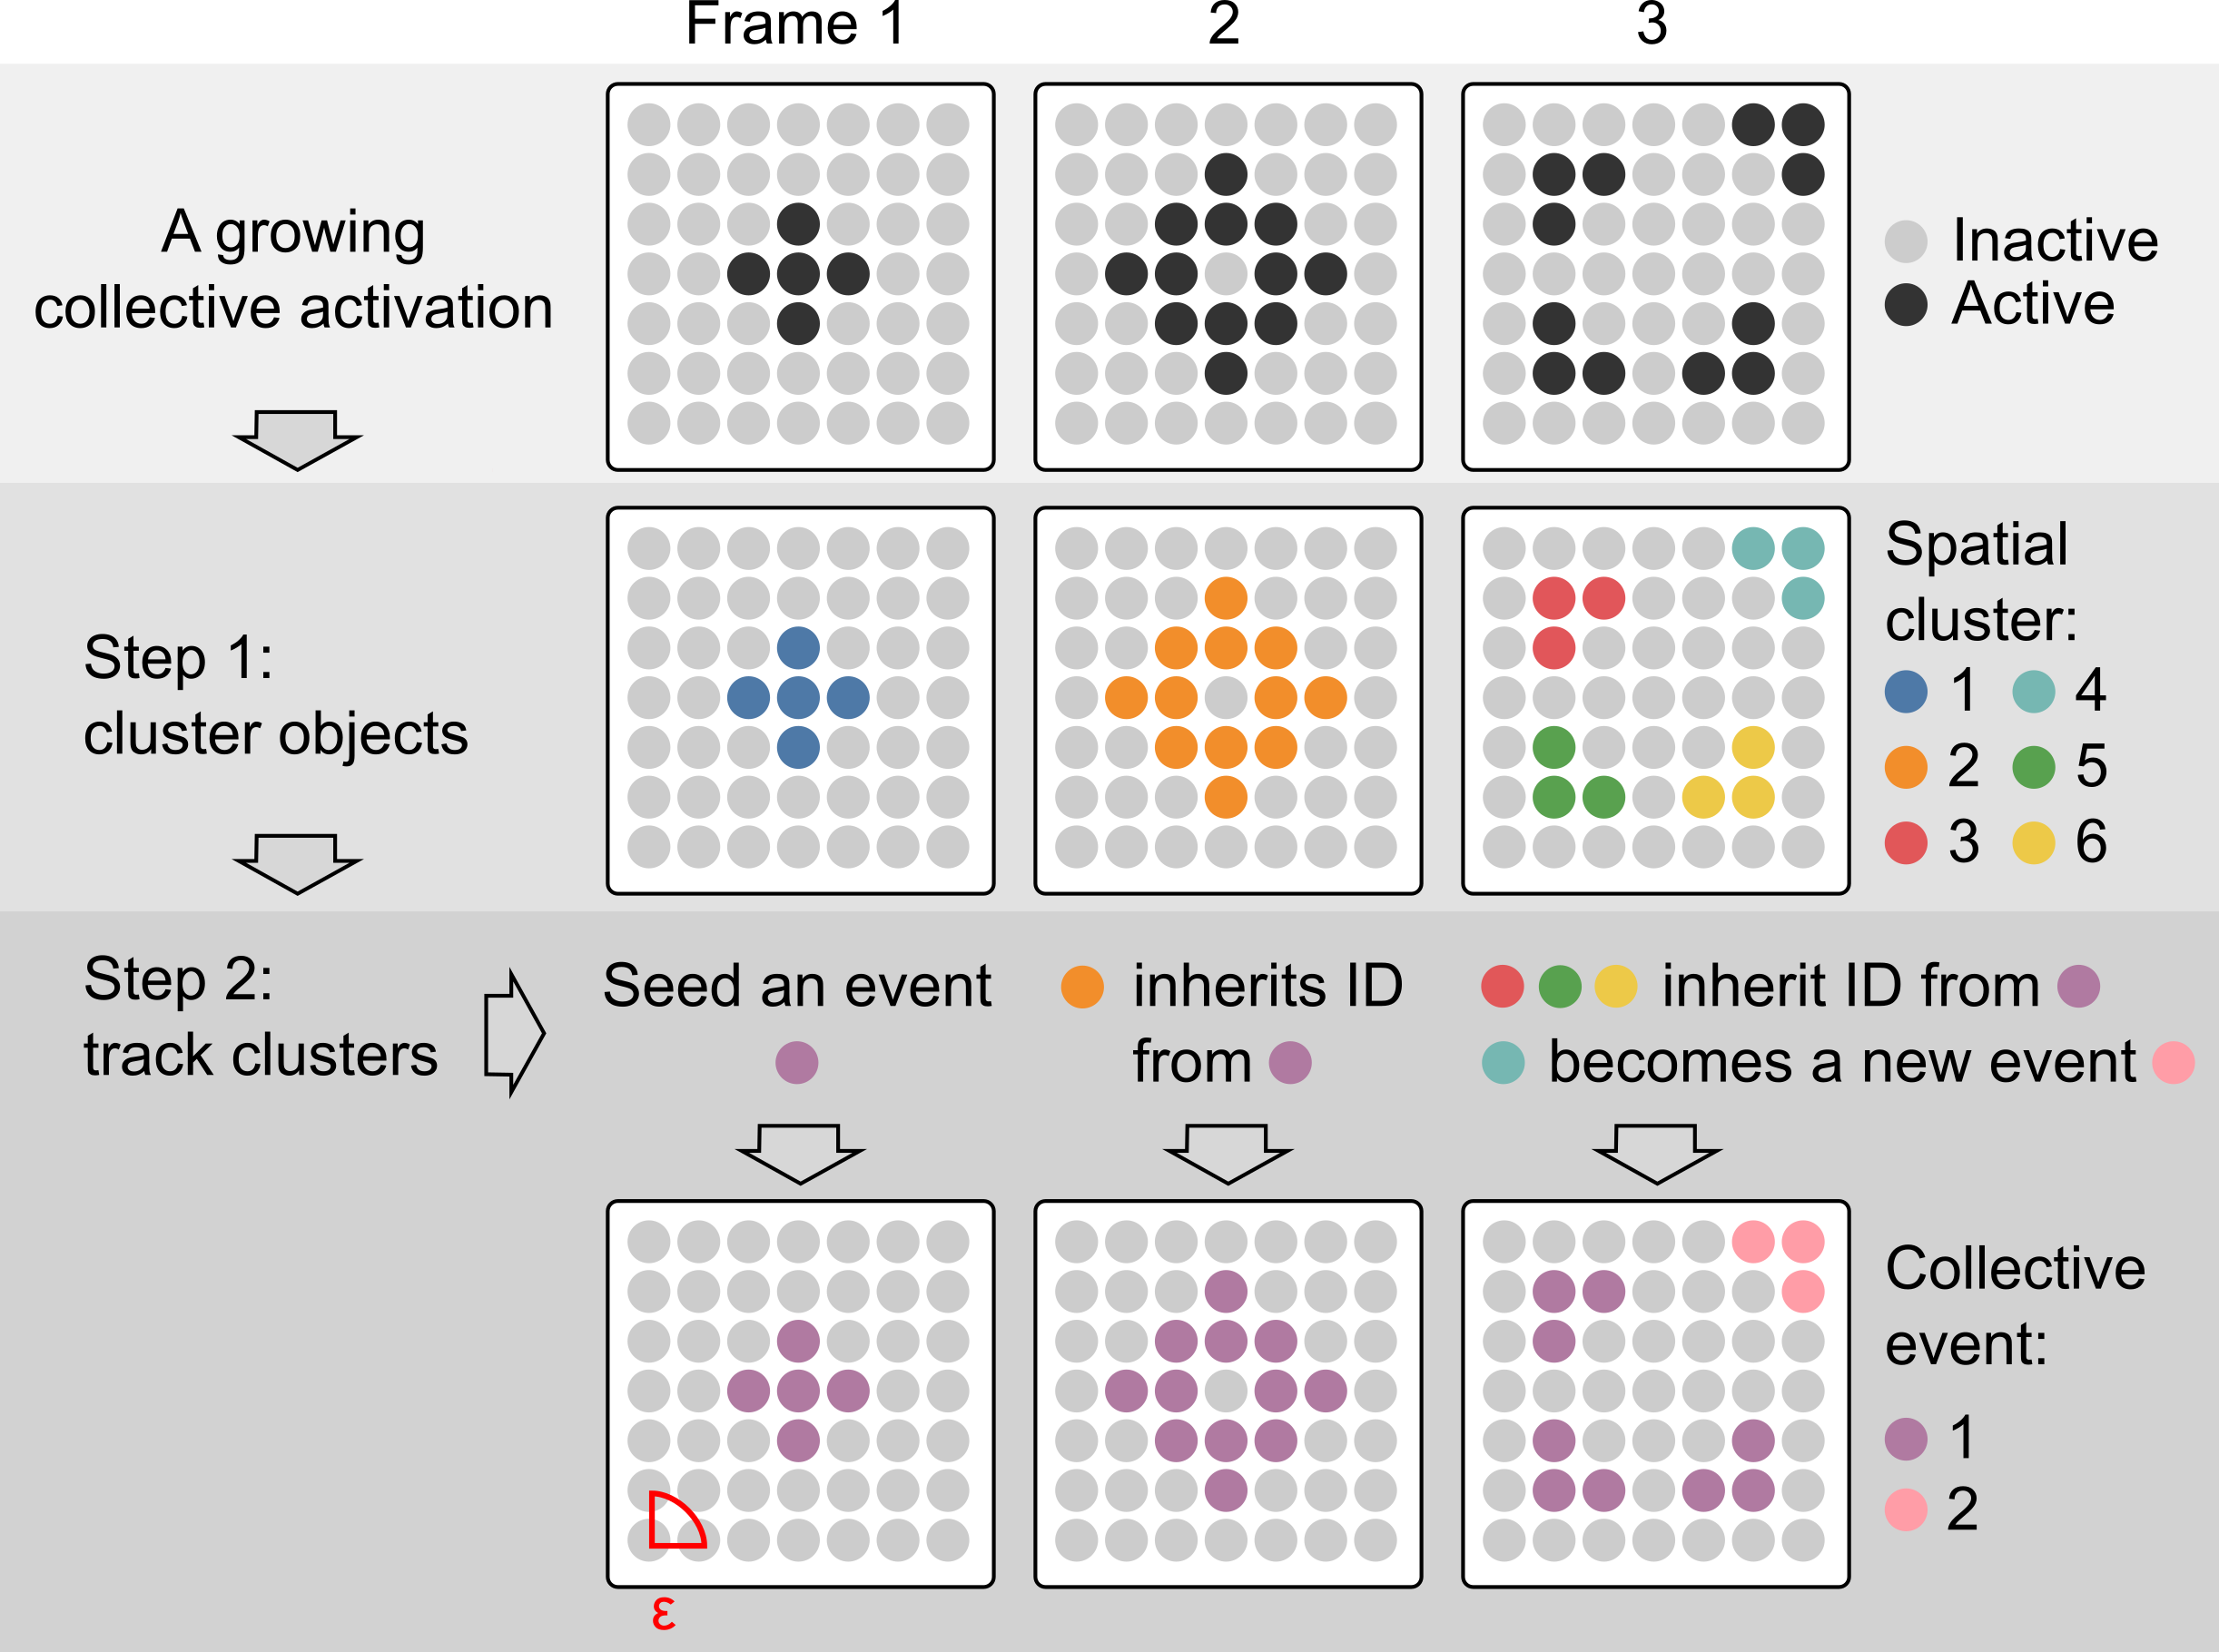 Frame 1 2 3
A growing
collective activation
Inactive
Active
Step 1:
cluster objects
Spatial
cluster:
1 4
2 5
3 6
Step 2:
track clusters
Seed an event
inherits ID
from
inherit ID from
becomes a new event
Collective
event:
1
2
ε